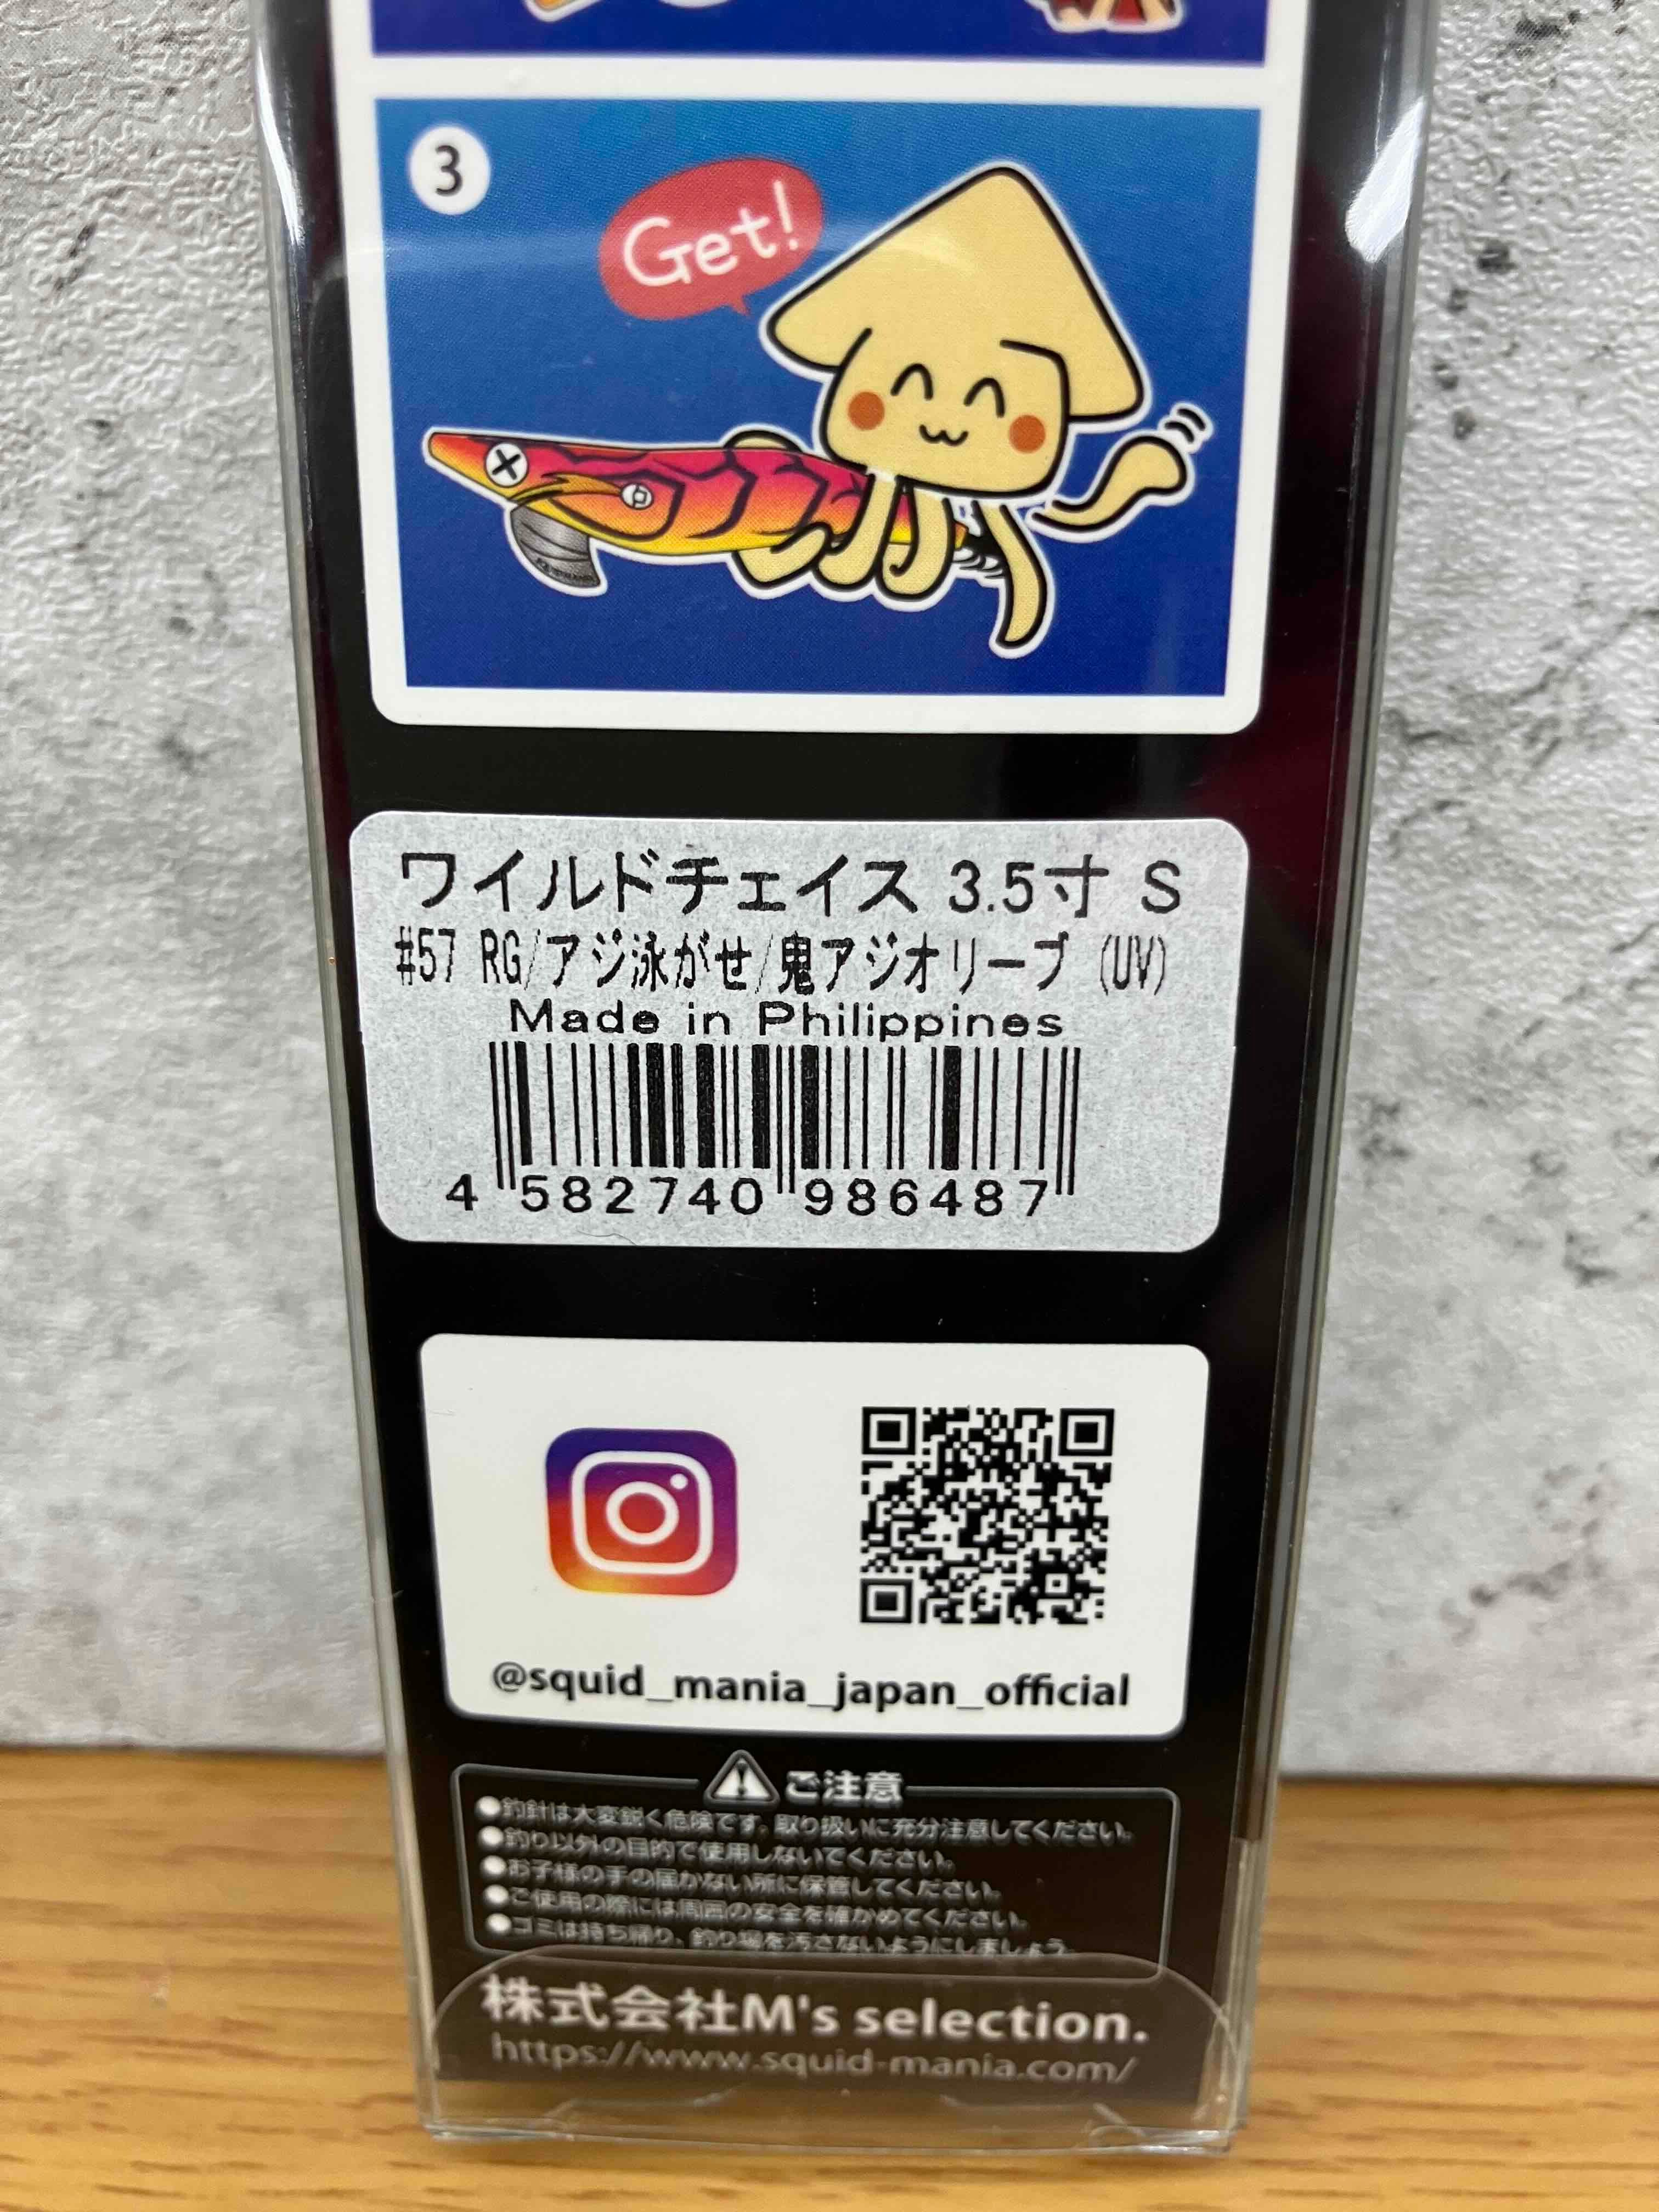 3
Get!
ワイルドチェイス 3.5寸 S
#57 RG/アジ泳がせ/鬼アジオリーブ (UV)
Made in Philippines
4 582740 986487
@squid_mania_japan_official
ご注意
●釣針は大変鋭く危険です。取り扱いに充分注意してください。
●釣り以外の目的で使用しないでください。
●お子様の手の届かない所に保管してください。
●ご使用の際には周囲の安全を確かめてください。
●ゴミは持ち帰り、釣り場を汚さないようにしましょう。
株式会社M's selection.
https://www.squid-mania.com/